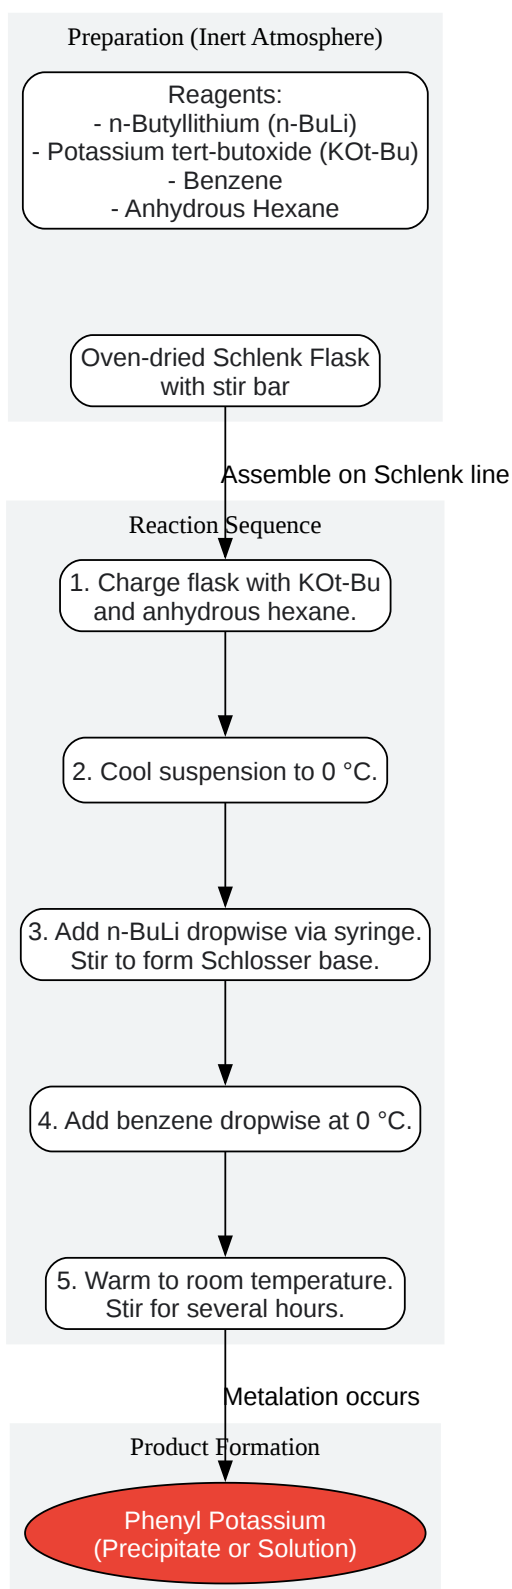 Preparation (Inert Atmosphere)
Reagents:
- n-Butyllithium (n-BuLi)
- Potassium tert-butoxide (KOt-Bu)
- Benzene
- Anhydrous Hexane
Oven-dried Schlenk Flask
with stir bar
Assemble on Schlenk line
Reaction Sequence
1. Charge flask with KOt-Bu
and anhydrous hexane.
2. Cool suspension to 0 °C.
3. Add n-BuLi dropwise via syringe.
Stir to form Schlosser base.
4. Add benzene dropwise at 0 °C.
5. Warm to room temperature.
Stir for several hours.
Metalation occurs
Product Formation
Phenyl Potassium
(Precipitate or Solution)